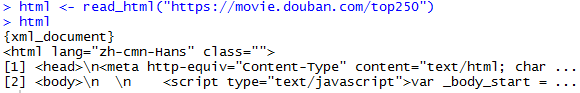 > html <- read_html("https://movie.douban.com/top250")
> html
{xml_document}
<html lang="zh-cmn-Hans" class="">
[1] <head>\n<meta http-equiv="Content-Type" content="text/html; char ...
[2] <body>\n  \n    <script type="text/javascript">var _body_start = ...